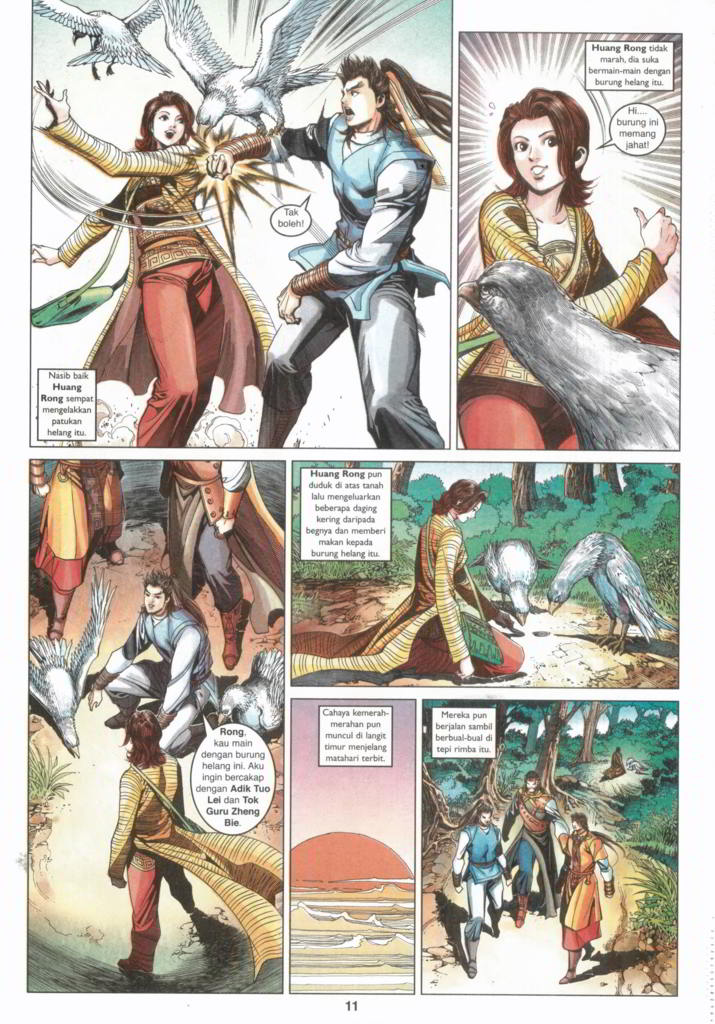 Tak
boleh!
Nasib baik
Huang
Rong sempat
mengelakkan
patukan
helang itu.
Huang Rong tidak
marah, dia suka
bermain-main dengan
burung helang itu.
Hi....
burung ini
memang
jahat!
Rong,
kau main
dengan burung
helang ini. Aku
ingin bercakap
dengan Adik Tuo
Lei dan Tok
Guru Zheng
Bie.
Huang Rong pun
duduk di atas tanah
lalu mengeluarkan
beberapa daging
kering daripada
begnya dan memberi
makan kepada
burung helang itu.
Cahaya kemerah-
merahan pun
muncul di langit
timur menjelang
matahari terbit.
Mereka pun
berjalan sambil
berbual-bual di
tepi rimba itu.
11